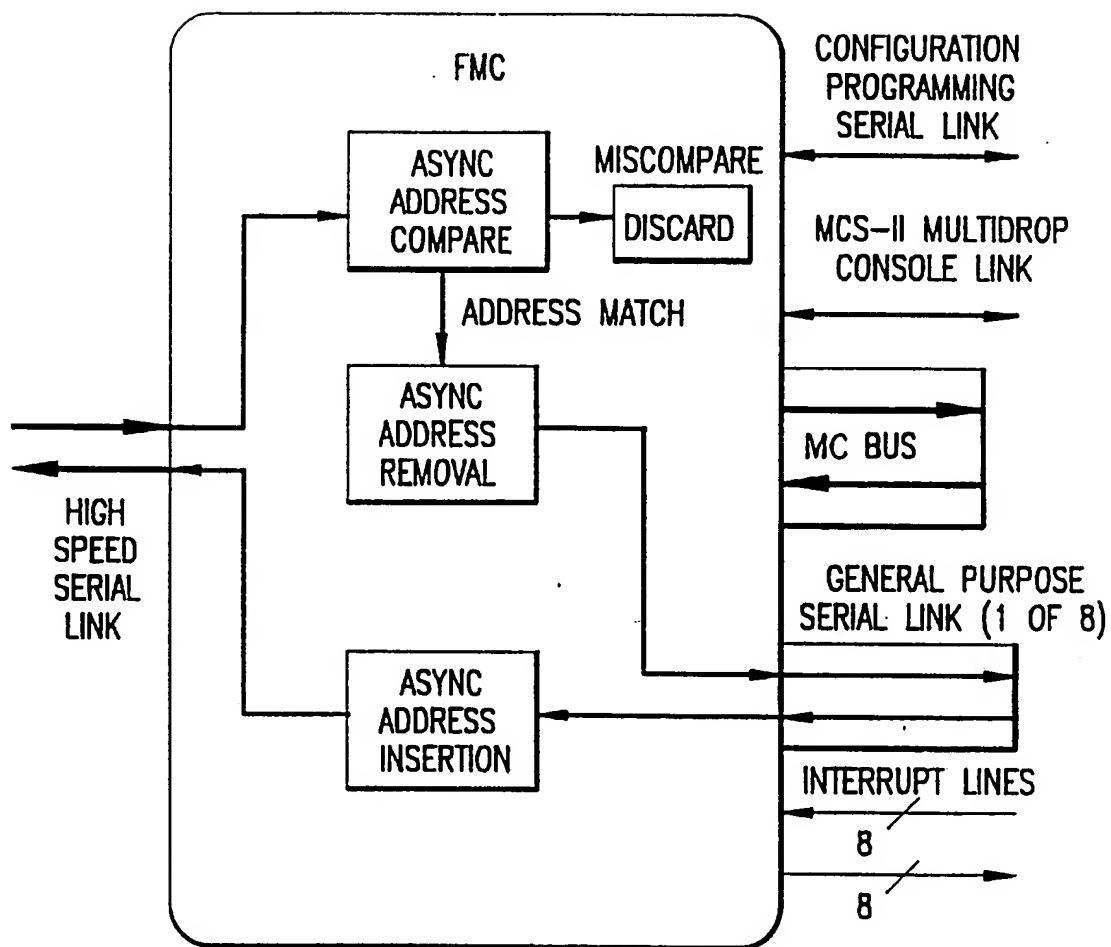 FMC
CONFIGURATION
PROGRAMMING
SERIAL LINK
ASYNC
ADDRESS
COMPARE
MISCOMPARE
DISCARD
MCS-II MULTIDROP
CONSOLE LINK
ADDRESS MATCH
ASYNC
ADDRESS
REMOVAL
MC BUS
HIGH
SPEED
SERIAL
LINK
GENERAL PURPOSE
SERIAL LINK (1 OF 8)
ASYNC
ADDRESS
INSERTION
INTERRUPT LINES
8
8